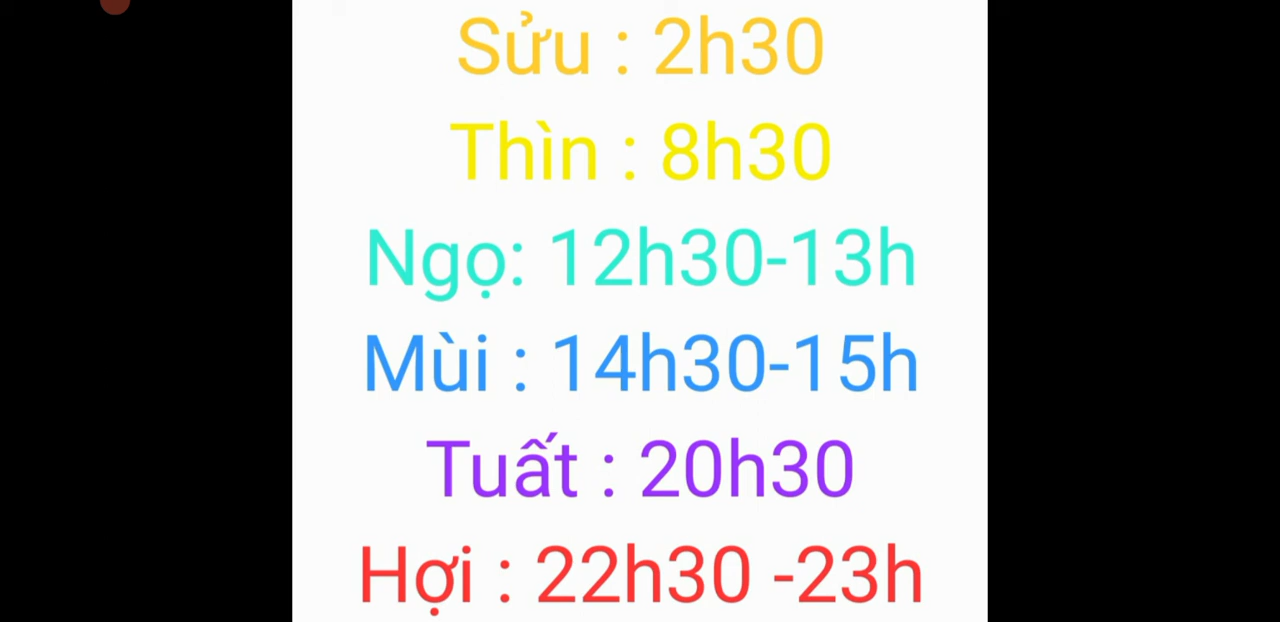 Sửu : 2h30
Thìn : 8h30
Ngọ: 12h30-13h
Mùi : 14h30-15h
Tuất : 20h30
Hợi : 22h30 -23h